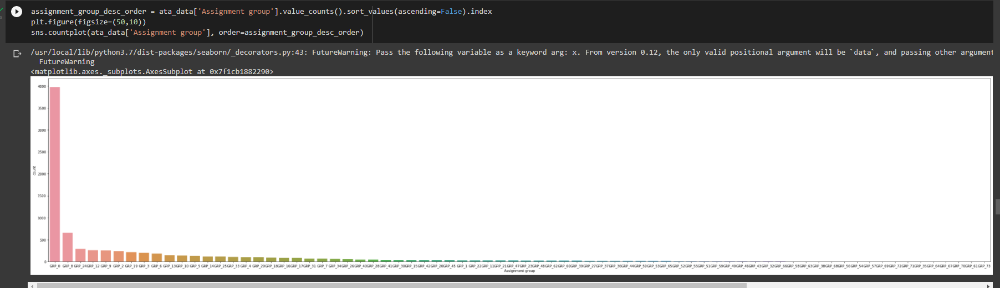 assignment_group_desc_order = ata_data['Assignment group'].value_counts().sort_values(ascending=False).index
plt.figure(figsize=(50,10))
sns.countplot(ata_data['Assignment group'], order=assignment_group_desc_order)
/usr/local/lib/python3.7/dist-packages/seaborn/_decorators.py:43: FutureWarning: Pass the following variable as a keyword arg: x. From version 0.12, the only valid positional argument will be `data`, and passing other argument
FutureWarning
<matplotlib.axes._subplots.AxesSubplot at 0x7f1cb1882290>
4000
3500
3000
2500
2000
1500
1000
500
0
count
GRP_0 GRP_8 GRP_24 GRP_12 GRP_9 GRP_2 GRP_19 GRP_3 GRP_6 GRP_13 GRP_10 GRP_5 GRP_14 GRP_25 GRP_33 GRP_4 GRP_29 GRP_18 GRP_16 GRP_17 GRP_31 GRP_7 GRP_34 GRP_26 GRP_40 GRP_28 GRP_41 GRP_30 GRP_15 GRP_42 GRP_20 GRP_45 GRP_1 GRP_22 GRP_11 GRP_21 GRP_47 GRP_23 GRP_48 GRP_62 GRP_60 GRP_39 GRP_27 GRP_37 GRP_36 GRP_44 GRP_50 GRP_53 GRP_65 GRP_52 GRP_55 GRP_51 GRP_59 GRP_49 GRP_46 GRP_43 GRP_32 GRP_66 GRP_58 GRP_63 GRP_38 GRP_68 GRP_56 GRP_54 GRP_57 GRP_69 GRP_72 GRP_71 GRP_35 GRP_64 GRP_67 GRP_70 GRP_61 GRP_73
Assignment group